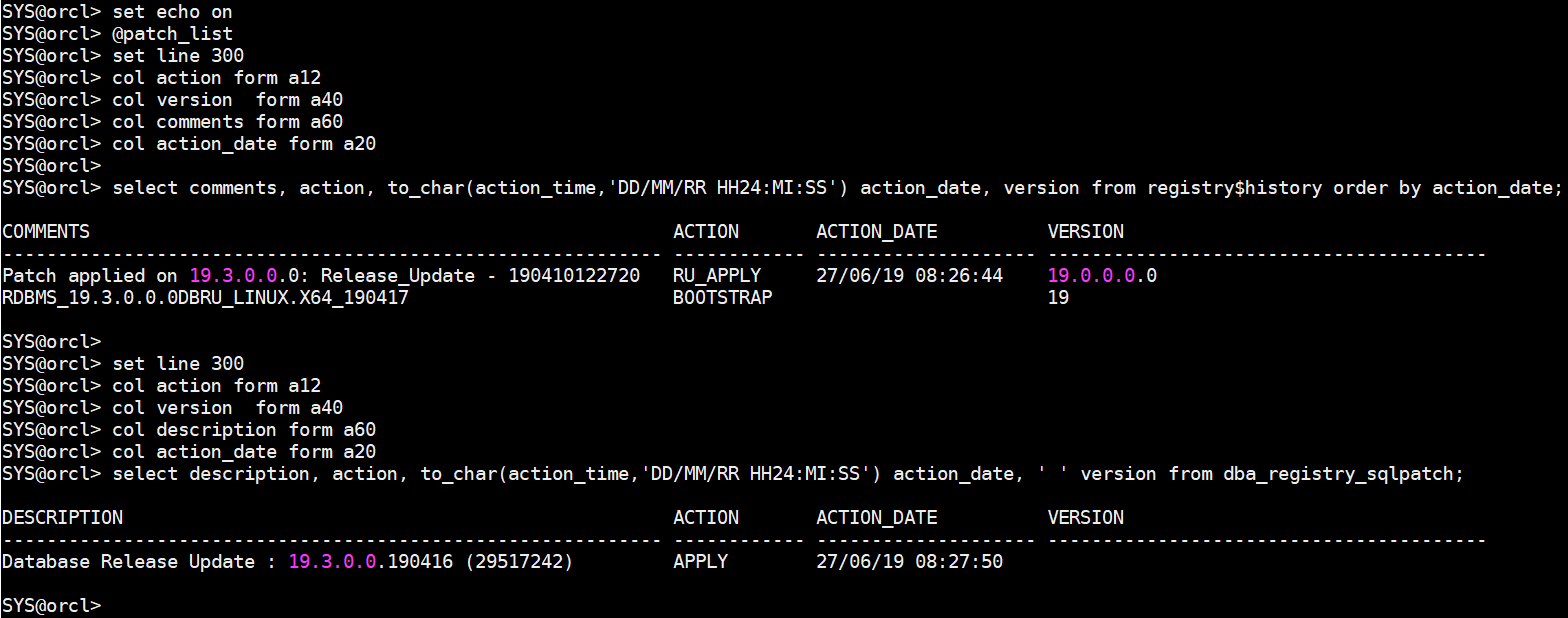 SYS@orcl> set echo on
SYS@orcl> @patch_list
SYS@orcl> set line 300
SYS@orcl> col action form a12
SYS@orcl> col version  form a40
SYS@orcl> col comments form a60
SYS@orcl> col action_date form a20
SYS@orcl>
SYS@orcl> select comments, action, to_char(action_time,'DD/MM/RR HH24:MI:SS') action_date, version from registry$history order by action_date;
COMMENTS                                                     ACTION       ACTION_DATE          VERSION
------------------------------------------------------------ ------------ -------------------- ----------------------------------------
Patch applied on 19.3.0.0.0: Release_Update - 190410122720   RU_APPLY     27/06/19 08:26:44    19.0.0.0.0
RDBMS_19.3.0.0.0DBRU_LINUX.X64_190417                        BOOTSTRAP                         19
SYS@orcl>
SYS@orcl> set line 300
SYS@orcl> col action form a12
SYS@orcl> col version  form a40
SYS@orcl> col description form a60
SYS@orcl> col action_date form a20
SYS@orcl> select description, action, to_char(action_time,'DD/MM/RR HH24:MI:SS') action_date, ' ' version from dba_registry_sqlpatch;
DESCRIPTION                                                  ACTION       ACTION_DATE          VERSION
------------------------------------------------------------ ------------ -------------------- ----------------------------------------
Database Release Update : 19.3.0.0.190416 (29517242)         APPLY        27/06/19 08:27:50
SYS@orcl>